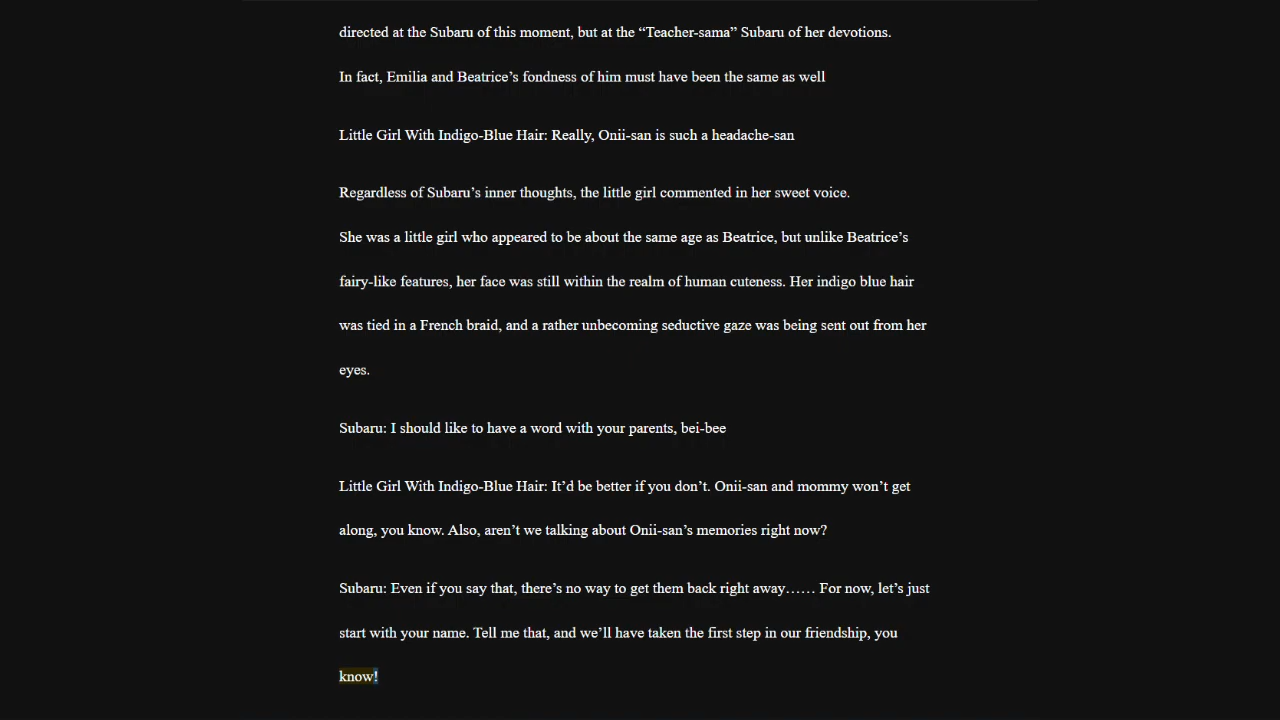 directed at the Subaru of this moment, but at the “Teacher-sama” Subaru of her devotions.
In fact, Emilia and Beatrice’s fondness of him must have been the same as well
Little Girl With Indigo-Blue Hair: Really, Onii-san is such a headache-san
Regardless of Subaru’s inner thoughts, the little girl commented in her sweet voice.
She was a little girl who appeared to be about the same age as Beatrice, but unlike Beatrice’s
fairy-like features, her face was still within the realm of human cuteness. Her indigo blue hair
was tied in a French braid, and a rather unbecoming seductive gaze was being sent out from her
eyes.
Subaru: I should like to have a word with your parents, bei-bee
Little Girl With Indigo-Blue Hair: It’d be better if you don’t. Onii-san and mommy won’t get
along, you know. Also, aren’t we talking about Onii-san’s memories right now?
Subaru: Even if you say that, there’s no way to get them back right away…… For now, let’s just
start with your name. Tell me that, and we’ll have taken the first step in our friendship, you
know!